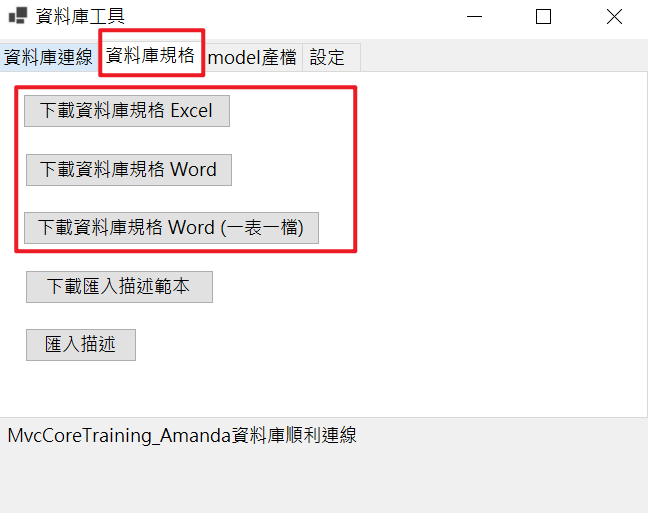 資料庫工具
資料庫連線 資料庫規格 model產檔 設定
下載資料庫規格 Excel
下載資料庫規格 Word
下載資料庫規格 Word (一表一檔)
下載匯入描述範本
匯入描述
MvcCoreTraining_Amanda資料庫順利連線